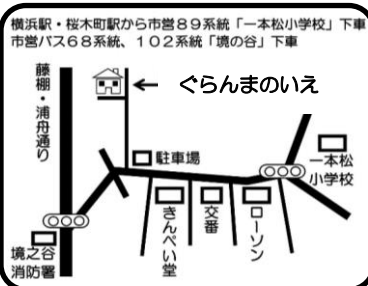 横浜駅・桜木町駅から市営８９系統「一本松小学校」下車
市営バス６８系統、１０２系統「境の谷」下車
藤棚・浦舟通り
← ぐらんまのいえ
駐車場
一本松
小学校
きんぺい堂
交番
ローソン
境之谷
消防署